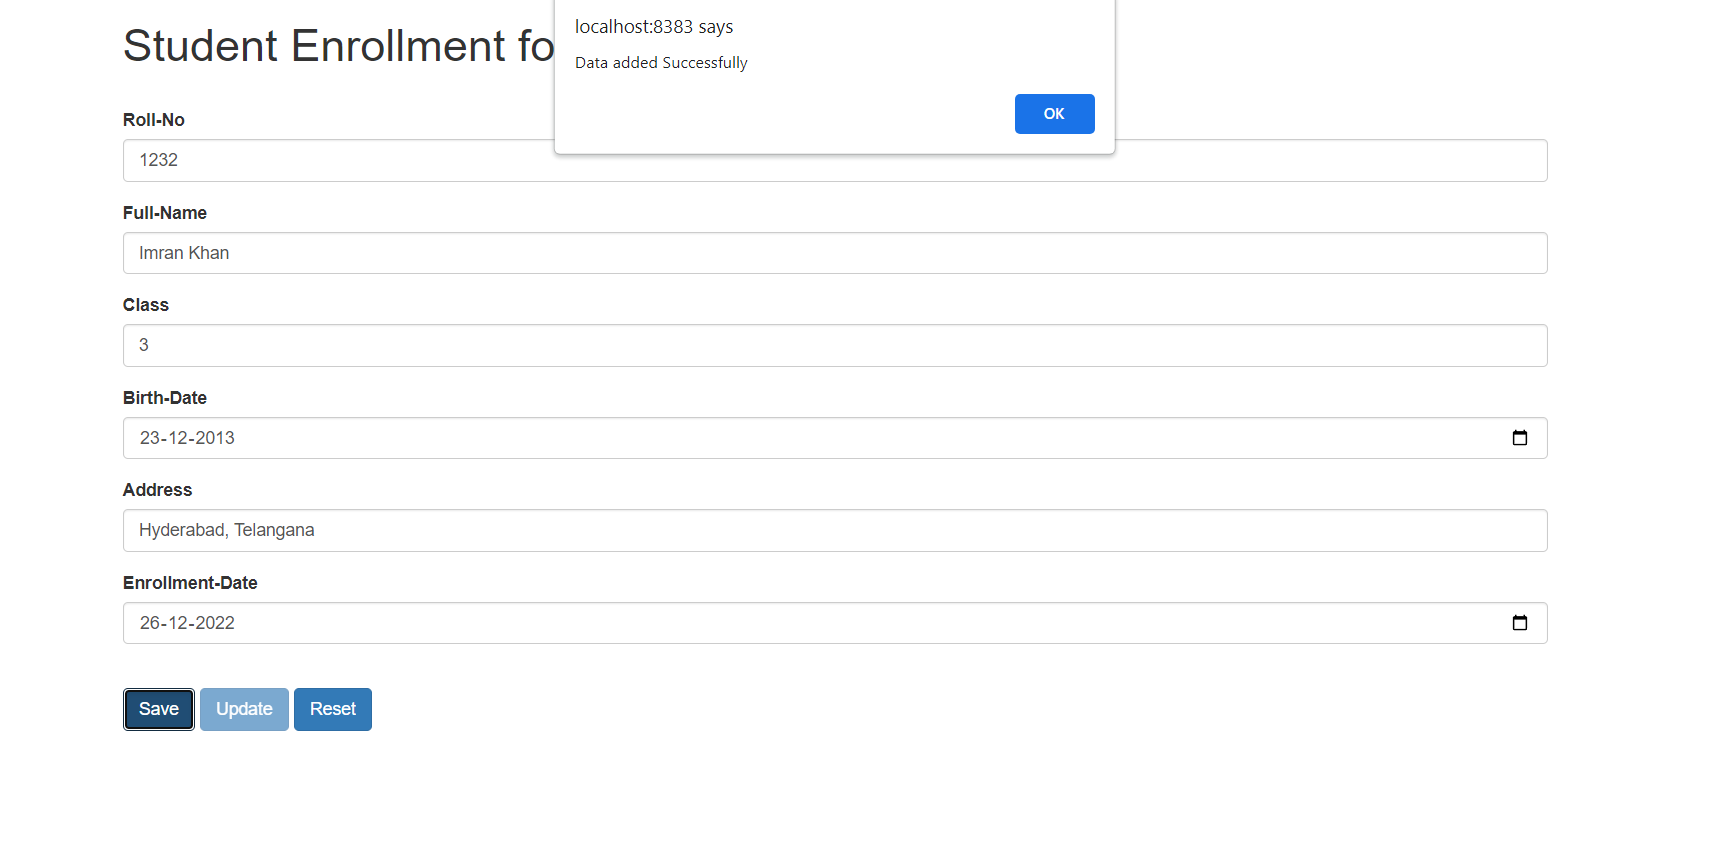 Student Enrollment fo
localhost:8383 says
Data added Successfully
OK
Roll-No
1232
Full-Name
Imran Khan
Class
3
Birth-Date
23-12-2013
Address
Hyderabad, Telangana
Enrollment-Date
26-12-2022
Save Update Reset